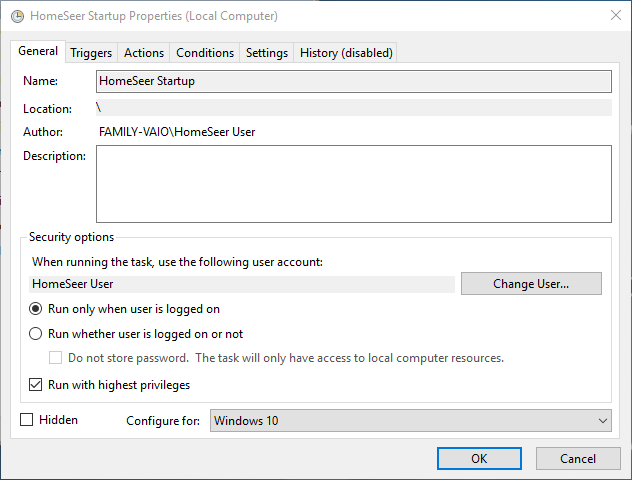 HomeSeer Startup Properties (Local Computer)
General Triggers Actions Conditions Settings History (disabled)
Name: HomeSeer Startup
Location: \
Author: FAMILY-VAIO\HomeSeer User
Description:
Security options
When running the task, use the following user account:
HomeSeer User Change User...
Run only when user is logged on
Run whether user is logged on or not
Do not store password. The task will only have access to local computer resources.
Run with highest privileges
Hidden Configure for: Windows 10
OK Cancel